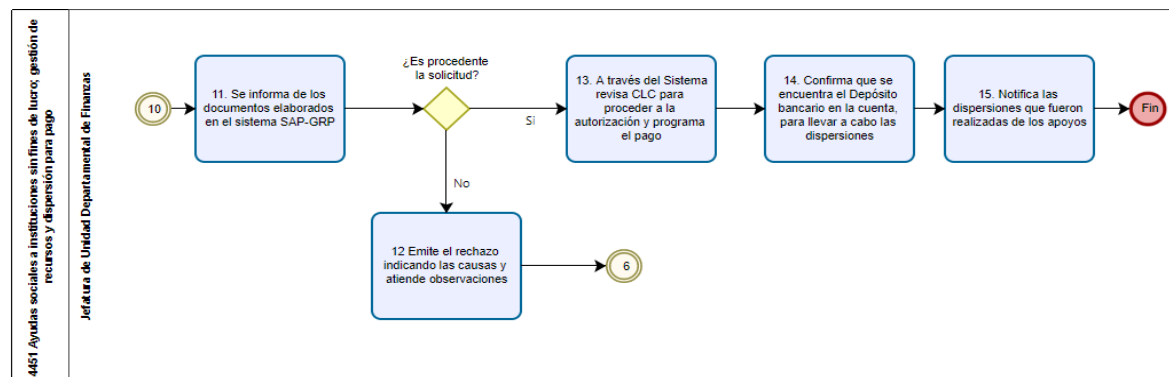 4451 Ayudas sociales a instituciones sin fines de lucro; gestión de
recursos y dispersión para pago
Jefatura de Unidad Departamental de Finanzas
10
11. Se informa de los
documentos elaborados
en el sistema SAP-GRP
¿Es procedente
la solicitud?
Si
No
12 Emite el rechazo
indicando las causas y
atiende observaciones
6
13. A través del Sistema
revisa CLC para
proceder a la
autorización y programa
el pago
14. Confirma que se
encuentra el Depósito
bancario en la cuenta,
para llevar a cabo las
dispersiones
15. Notifica las
dispersiones que fueron
realizadas de los apoyos
Fin